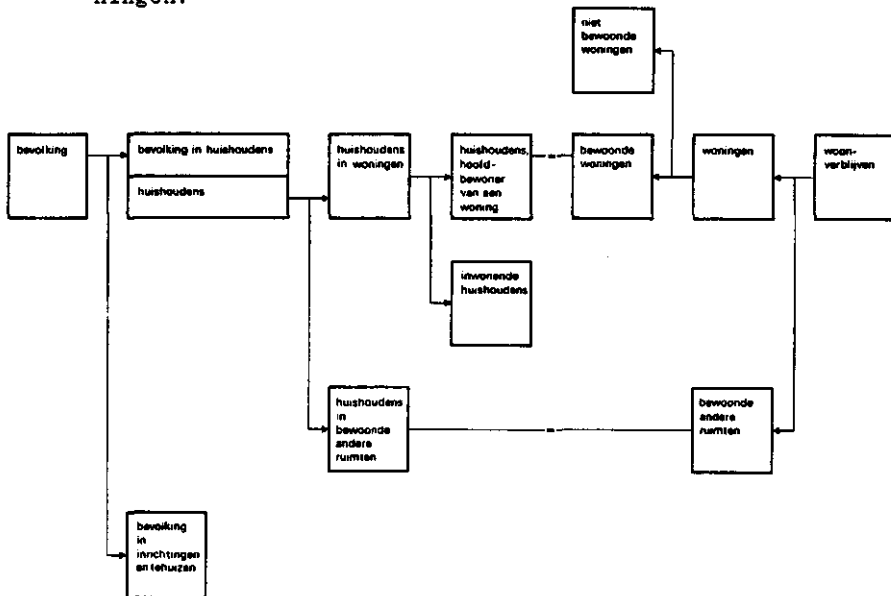 ningen.
niet
bewoonde
woningen
bevolking
bevolking in huishoudens
huishoudens
huishoudens
in woningen
huishoudens,
hoofd-
bewoner
van een
woning
=
bewoonde
woningen
woningen
woon-
verblijven
inwonende
huishoudens
huishoudens
in
bewoonde
andere
ruimten
=
bewoonde
andere
ruimten
bevolking
in
inrichtingen
en tehuizen